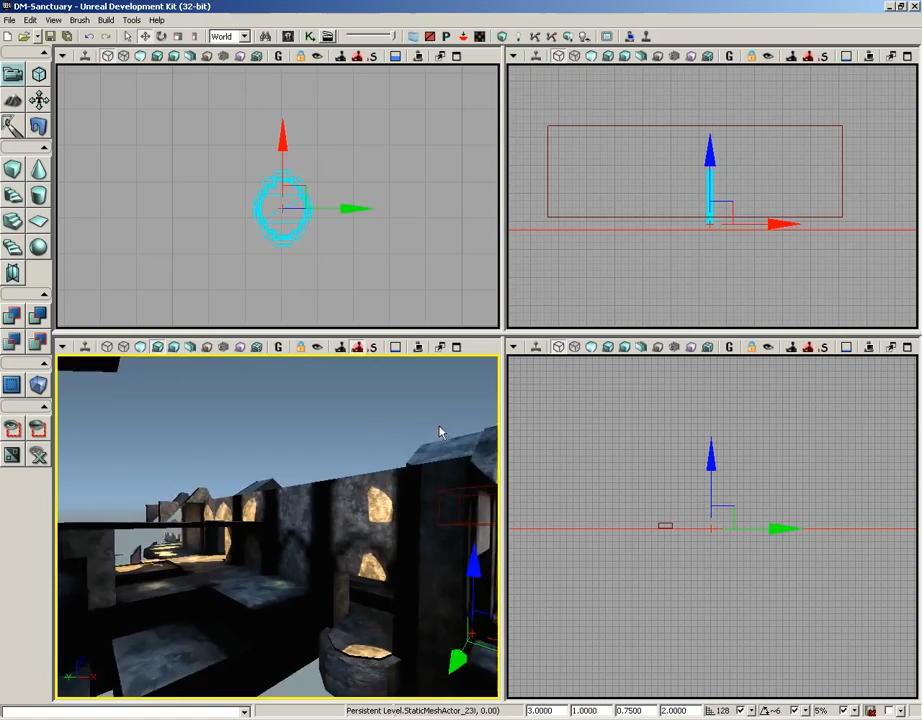 DM-Sanctuary - Unreal Development Kit (32-bit)
File Edit View Brush Build Tools Help
World
Persistent Level.StaticMeshActor_23(, 0.00)
3.0000 1.0000 0.7500 2.0000 128 6 5%